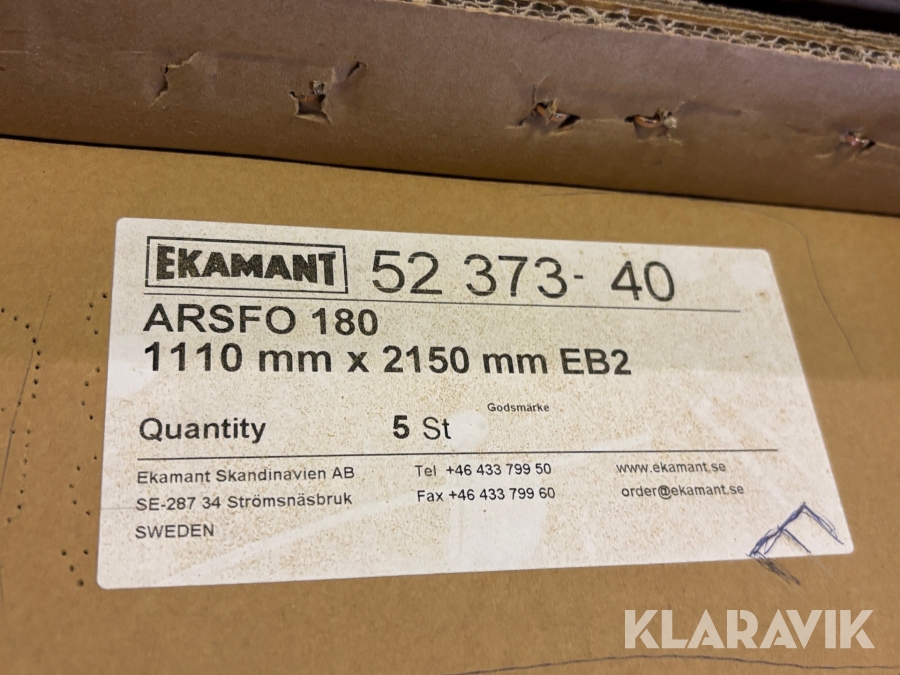 EKAMANT 52 373- 40
ARSFO 180
1110 mm x 2150 mm EB2
Godsmärke
Quantity 5 St
Ekamant Skandinavien AB Tel +46 433 799 50 www.ekamant.se
SE-287 34 Strömsnäsbruk Fax +46 433 799 60 order@ekamant.se
SWEDEN
KLARAVIK